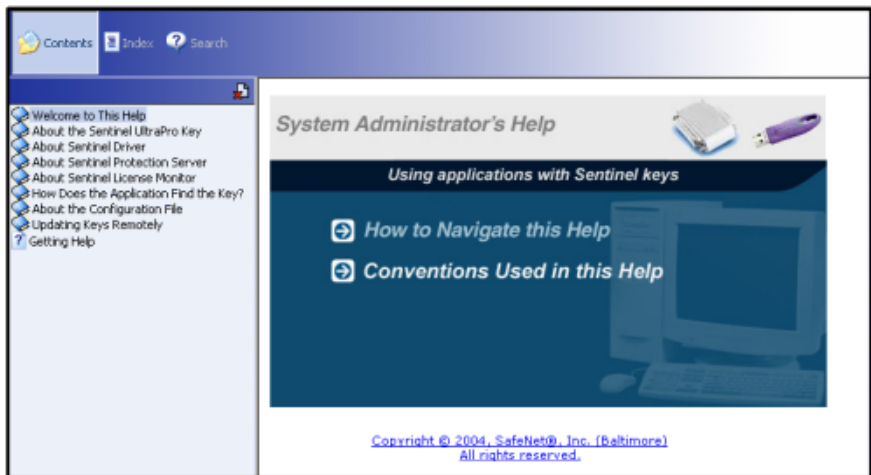 Contents Index Search
Welcome to This Help
About the Sentinel UltraPro Key
About Sentinel Driver
About Sentinel Protection Server
About Sentinel License Monitor
How Does the Application Find the Key?
About the Configuration File
Updating Keys Remotely
Getting Help
System Administrator's Help
Using applications with Sentinel keys
How to Navigate this Help
Conventions Used in this Help
Copyright © 2004, SafeNet®, Inc. (Baltimore)
All rights reserved.